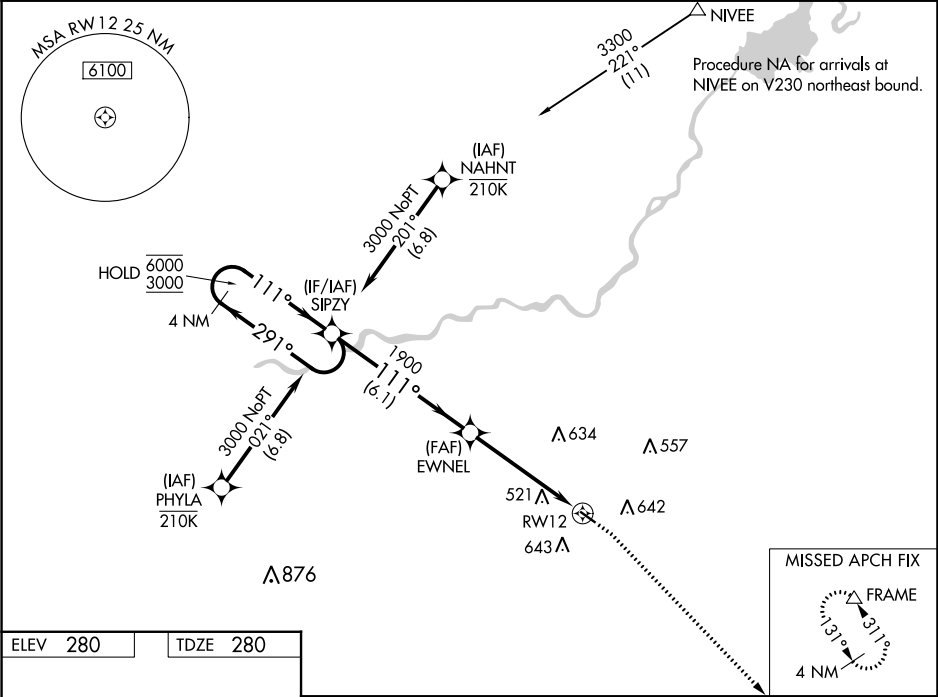 MSA RW12 25 NM
6100
NIVEE
3300
221°
(11)
Procedure NA for arrivals at
NIVEE on V230 northeast bound.
(IAF)
NAHNT
210K
3000 NoPT
201°
(6.8)
HOLD
6000
3000
4 NM
111°
291°
(IF/IAF)
SIPZY
1900
111°
(6.1)
3000 NoPT
021°
(6.8)
(IAF)
PHYLA
210K
(FAF)
EWNEL
634
557
521
RW12
642
643
876
MISSED APCH FIX
FRAME
131°
311°
4 NM
ELEV 280
TDZE 280